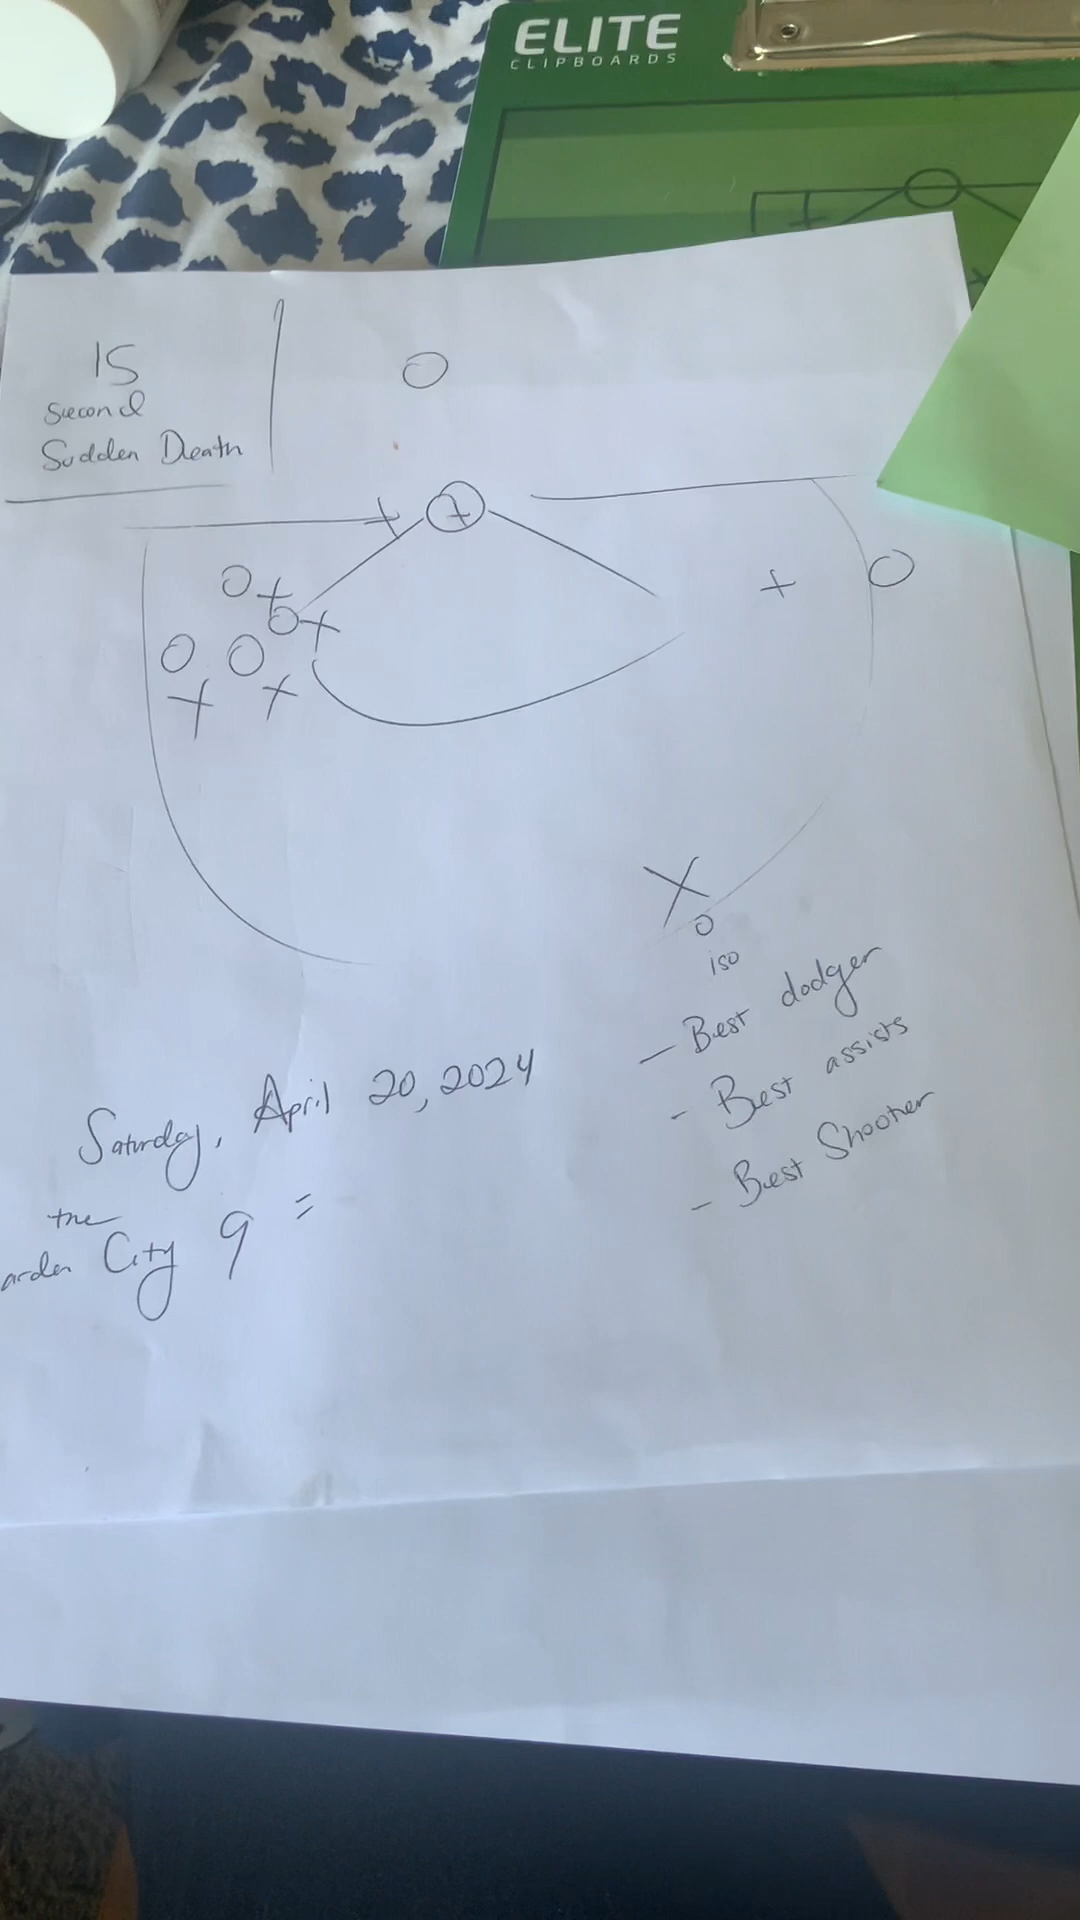 ELITE
CLIPBOARDS
15
second
Sudden Death
O
+
+
O
+
O
+
O
O
+
+
+
O
X
O
iso
- Best dodger
- Best assists
- Best Shooter
Saturday, April 20, 2024
the
arden City 9 =